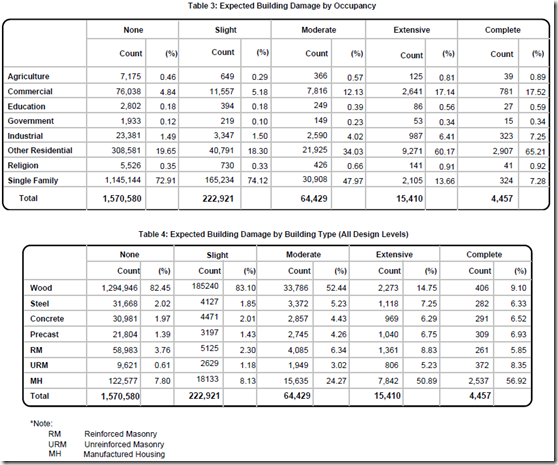 Table 3: Expected Building Damage by Occupancy
None Slight Moderate Extensive Complete
Count (%) Count (%) Count (%) Count (%) Count (%)
Agriculture 7,175 0.46 649 0.29 366 0.57 125 0.81 39 0.89
Commercial 76,038 4.84 11,557 5.18 7,816 12.13 2,641 17.14 781 17.52
Education 2,802 0.18 394 0.18 249 0.39 86 0.56 27 0.59
Government 1,933 0.12 219 0.10 149 0.23 53 0.34 15 0.34
Industrial 23,381 1.49 3,347 1.50 2,590 4.02 987 6.41 323 7.25
Other Residential 308,581 19.65 40,791 18.30 21,925 34.03 9,271 60.17 2,907 65.21
Religion 5,526 0.35 730 0.33 426 0.66 141 0.91 41 0.92
Single Family 1,145,144 72.91 165,234 74.12 30,908 47.97 2,105 13.66 324 7.28
Total 1,570,580 222,921 64,429 15,410 4,457
Table 4: Expected Building Damage by Building Type (All Design Levels)
None Slight Moderate Extensive Complete
Count (%) Count (%) Count (%) Count (%) Count (%)
Wood 1,294,946 82.45 185240 83.10 33,786 52.44 2,273 14.75 406 9.10
Steel 31,668 2.02 4127 1.85 3,372 5.23 1,118 7.25 282 6.33
Concrete 30,981 1.97 4471 2.01 2,857 4.43 969 6.29 291 6.52
Precast 21,804 1.39 3197 1.43 2,745 4.26 1,040 6.75 309 6.93
RM 58,983 3.76 5125 2.30 4,085 6.34 1,361 8.83 261 5.85
URM 9,621 0.61 2629 1.18 1,949 3.02 806 5.23 372 8.35
MH 122,577 7.80 18133 8.13 15,635 24.27 7,842 50.89 2,537 56.92
Total 1,570,580 222,921 64,429 15,410 4,457
*Note:
RM Reinforced Masonry
URM Unreinforced Masonry
MH Manufactured Housing